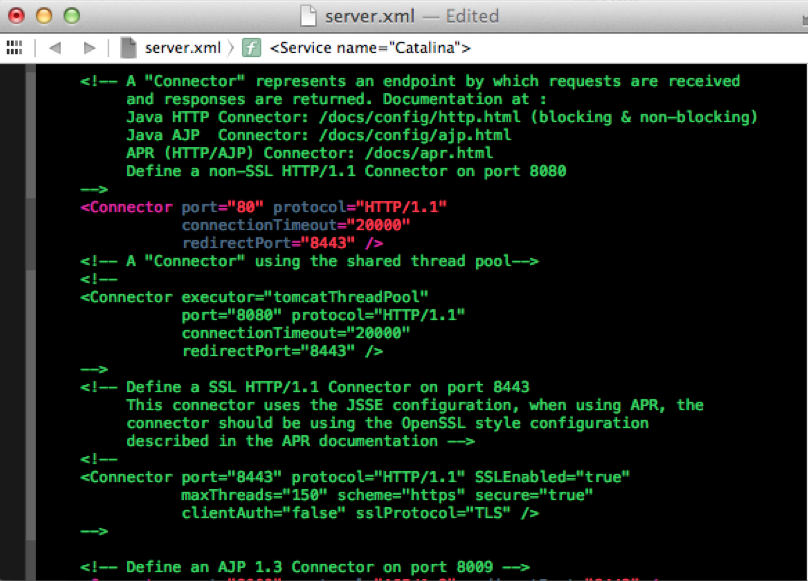 server.xml — Edited
server.xml 〉 f <Service name="Catalina">
<!-- A "Connector" represents an endpoint by which requests are received
and responses are returned. Documentation at :
Java HTTP Connector: /docs/config/http.html (blocking & non-blocking)
Java AJP  Connector: /docs/config/ajp.html
APR (HTTP/AJP) Connector: /docs/apr.html
Define a non-SSL HTTP/1.1 Connector on port 8080
-->
<Connector port="80" protocol="HTTP/1.1"
connectionTimeout="20000"
redirectPort="8443" />
<!-- A "Connector" using the shared thread pool-->
<!--
<Connector executor="tomcatThreadPool"
port="8080" protocol="HTTP/1.1"
connectionTimeout="20000"
redirectPort="8443" />
-->
<!-- Define a SSL HTTP/1.1 Connector on port 8443
This connector uses the JSSE configuration, when using APR, the
connector should be using the OpenSSL style configuration
described in the APR documentation -->
<!--
<Connector port="8443" protocol="HTTP/1.1" SSLEnabled="true"
maxThreads="150" scheme="https" secure="true"
clientAuth="false" sslProtocol="TLS" />
-->
<!-- Define an AJP 1.3 Connector on port 8009 -->